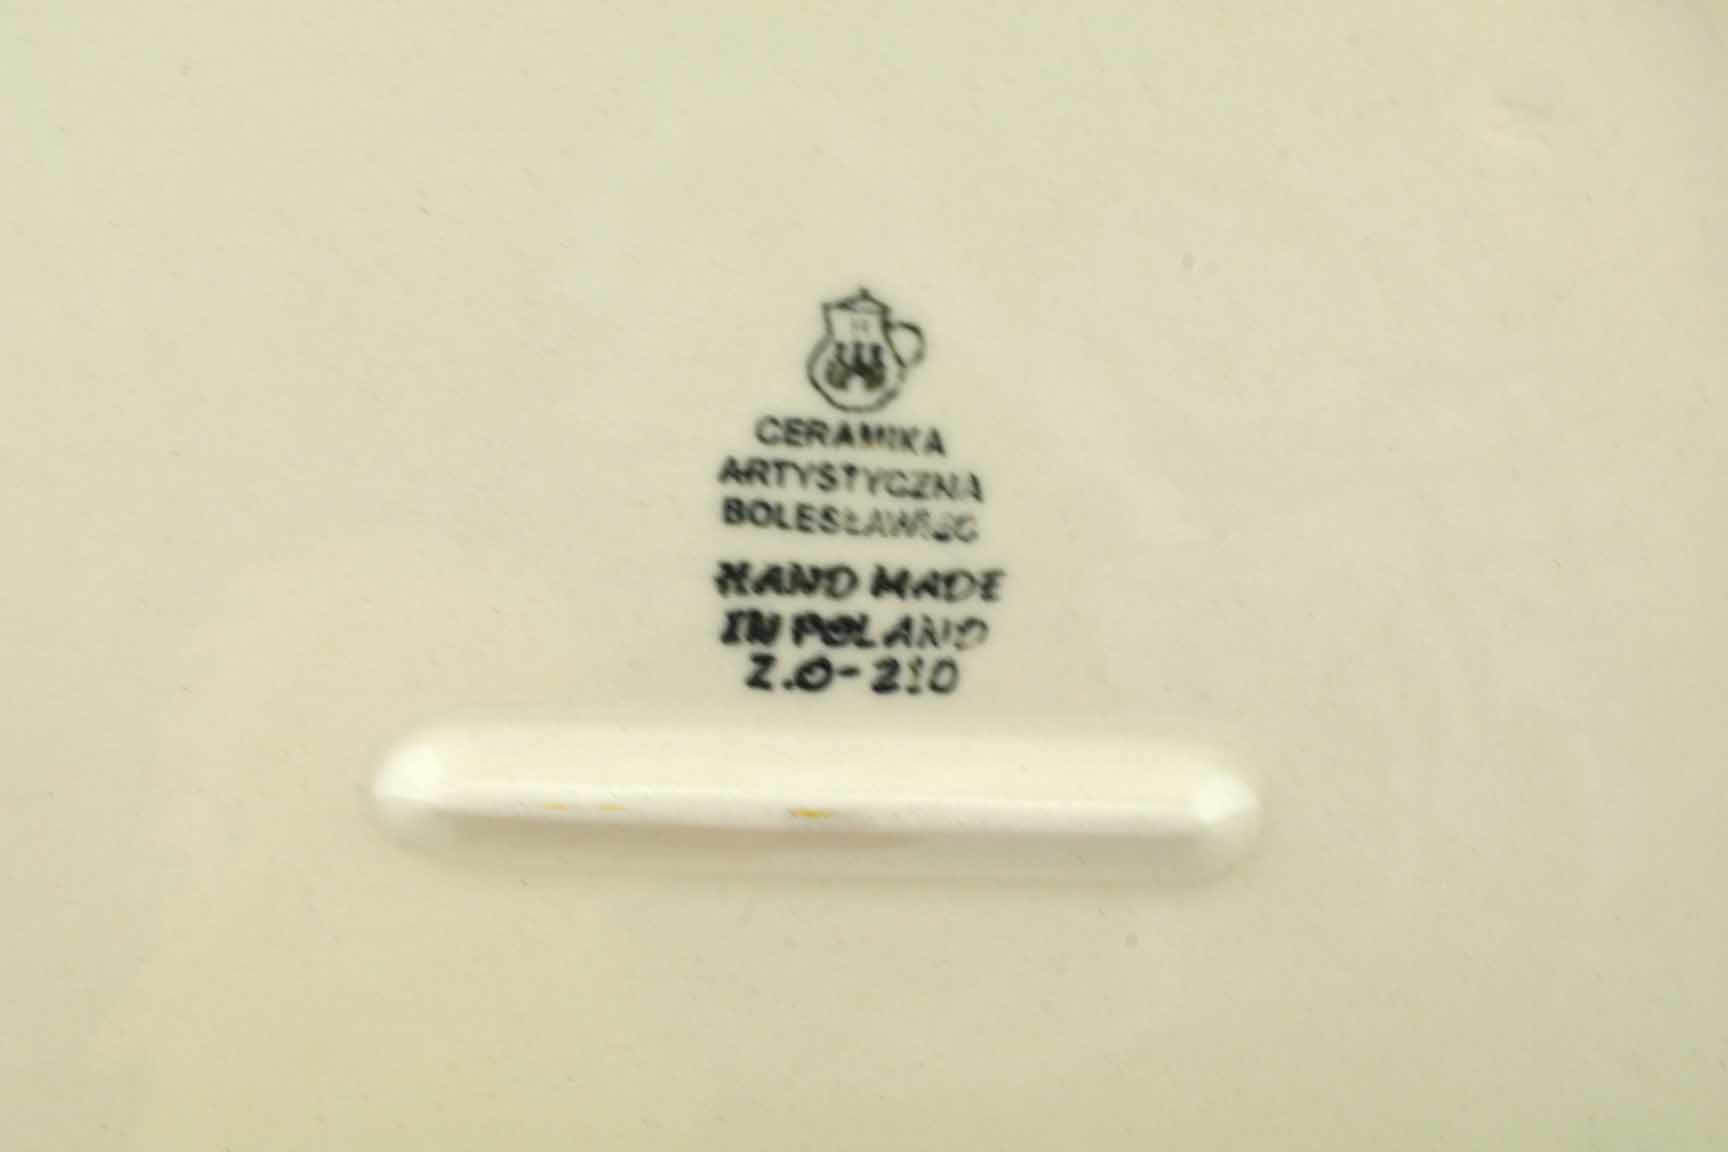 CERAMIKA
ARTYSTYCZNA
BOLESŁAWIEC
HAND MADE
IN POLAND
Z.O-210